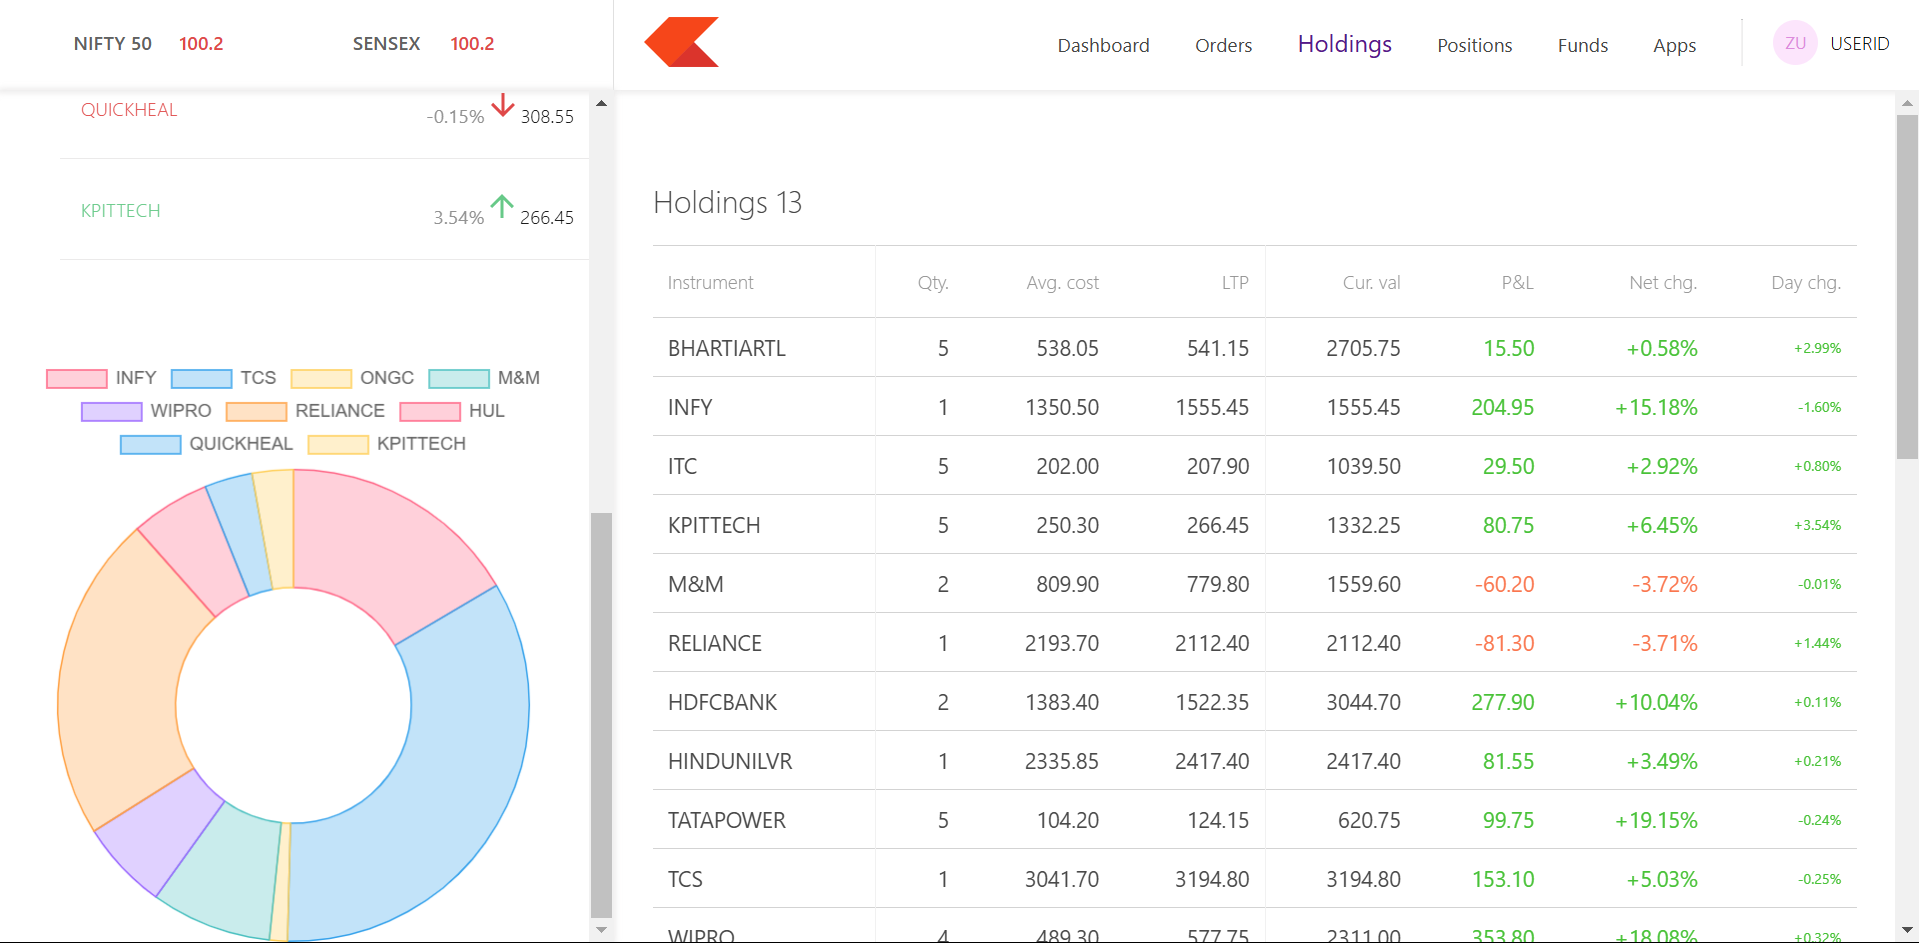 NIFTY 50 100.2 SENSEX 100.2
Dashboard Orders Holdings Positions Funds Apps ZU USERID
QUICKHEAL -0.15% 308.55
KPITTECH 3.54% 266.45
INFY TCS ONGC M&M
WIPRO RELIANCE HUL
QUICKHEAL KPITTECH
Holdings 13
Instrument Qty. Avg. cost LTP Cur. val P&L Net chg. Day chg.
BHARTIARTL 5 538.05 541.15 2705.75 15.50 +0.58% +2.99%
INFY 1 1350.50 1555.45 1555.45 204.95 +15.18% -1.60%
ITC 5 202.00 207.90 1039.50 29.50 +2.92% +0.80%
KPITTECH 5 250.30 266.45 1332.25 80.75 +6.45% +3.54%
M&M 2 809.90 779.80 1559.60 -60.20 -3.72% -0.01%
RELIANCE 1 2193.70 2112.40 2112.40 -81.30 -3.71% +1.44%
HDFCBANK 2 1383.40 1522.35 3044.70 277.90 +10.04% +0.11%
HINDUNILVR 1 2335.85 2417.40 2417.40 81.55 +3.49% +0.21%
TATAPOWER 5 104.20 124.15 620.75 99.75 +19.15% -0.24%
TCS 1 3041.70 3194.80 3194.80 153.10 +5.03% -0.25%
WIPRO 4 489.30 577.75 2311.00 353.80 +18.08% +0.32%